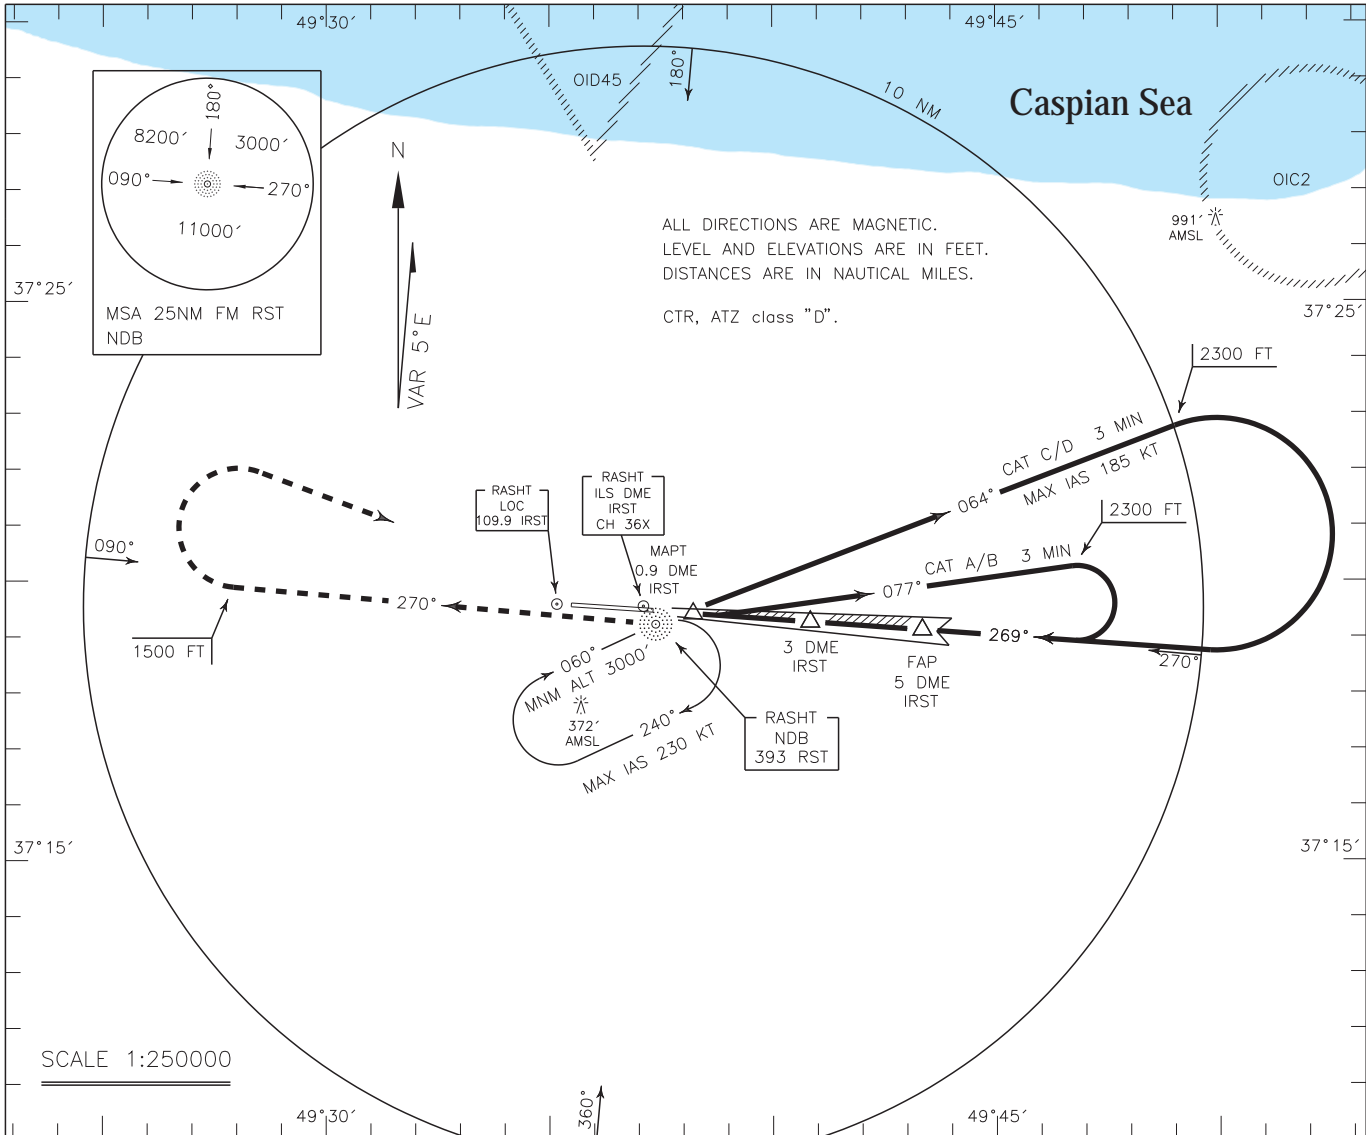 49°30′
49°45′
OID45
180°
10 NM
Caspian Sea
OIC2
991′
AMSL
180°
8200′
3000′
090°
270°
11000′
MSA 25NM FM RST
NDB
N
VAR 5°E
ALL DIRECTIONS ARE MAGNETIC.
LEVEL AND ELEVATIONS ARE IN FEET.
DISTANCES ARE IN NAUTICAL MILES.
CTR, ATZ class "D".
37°25′
37°25′
2300 FT
CAT C/D 3 MIN
064°
MAX IAS 185 KT
2300 FT
CAT A/B 3 MIN
077°
RASHT
LOC
109.9 IRST
RASHT
ILS DME
IRST
CH 36X
MAPT
0.9 DME
IRST
090°
270°
1500 FT
269°
270°
3 DME
IRST
FAP
5 DME
IRST
060°
MNM ALT 3000′
372′
AMSL
240°
MAX IAS 230 KT
RASHT
NDB
393 RST
37°15′
37°15′
SCALE 1:250000
360°
49°30′
49°45′